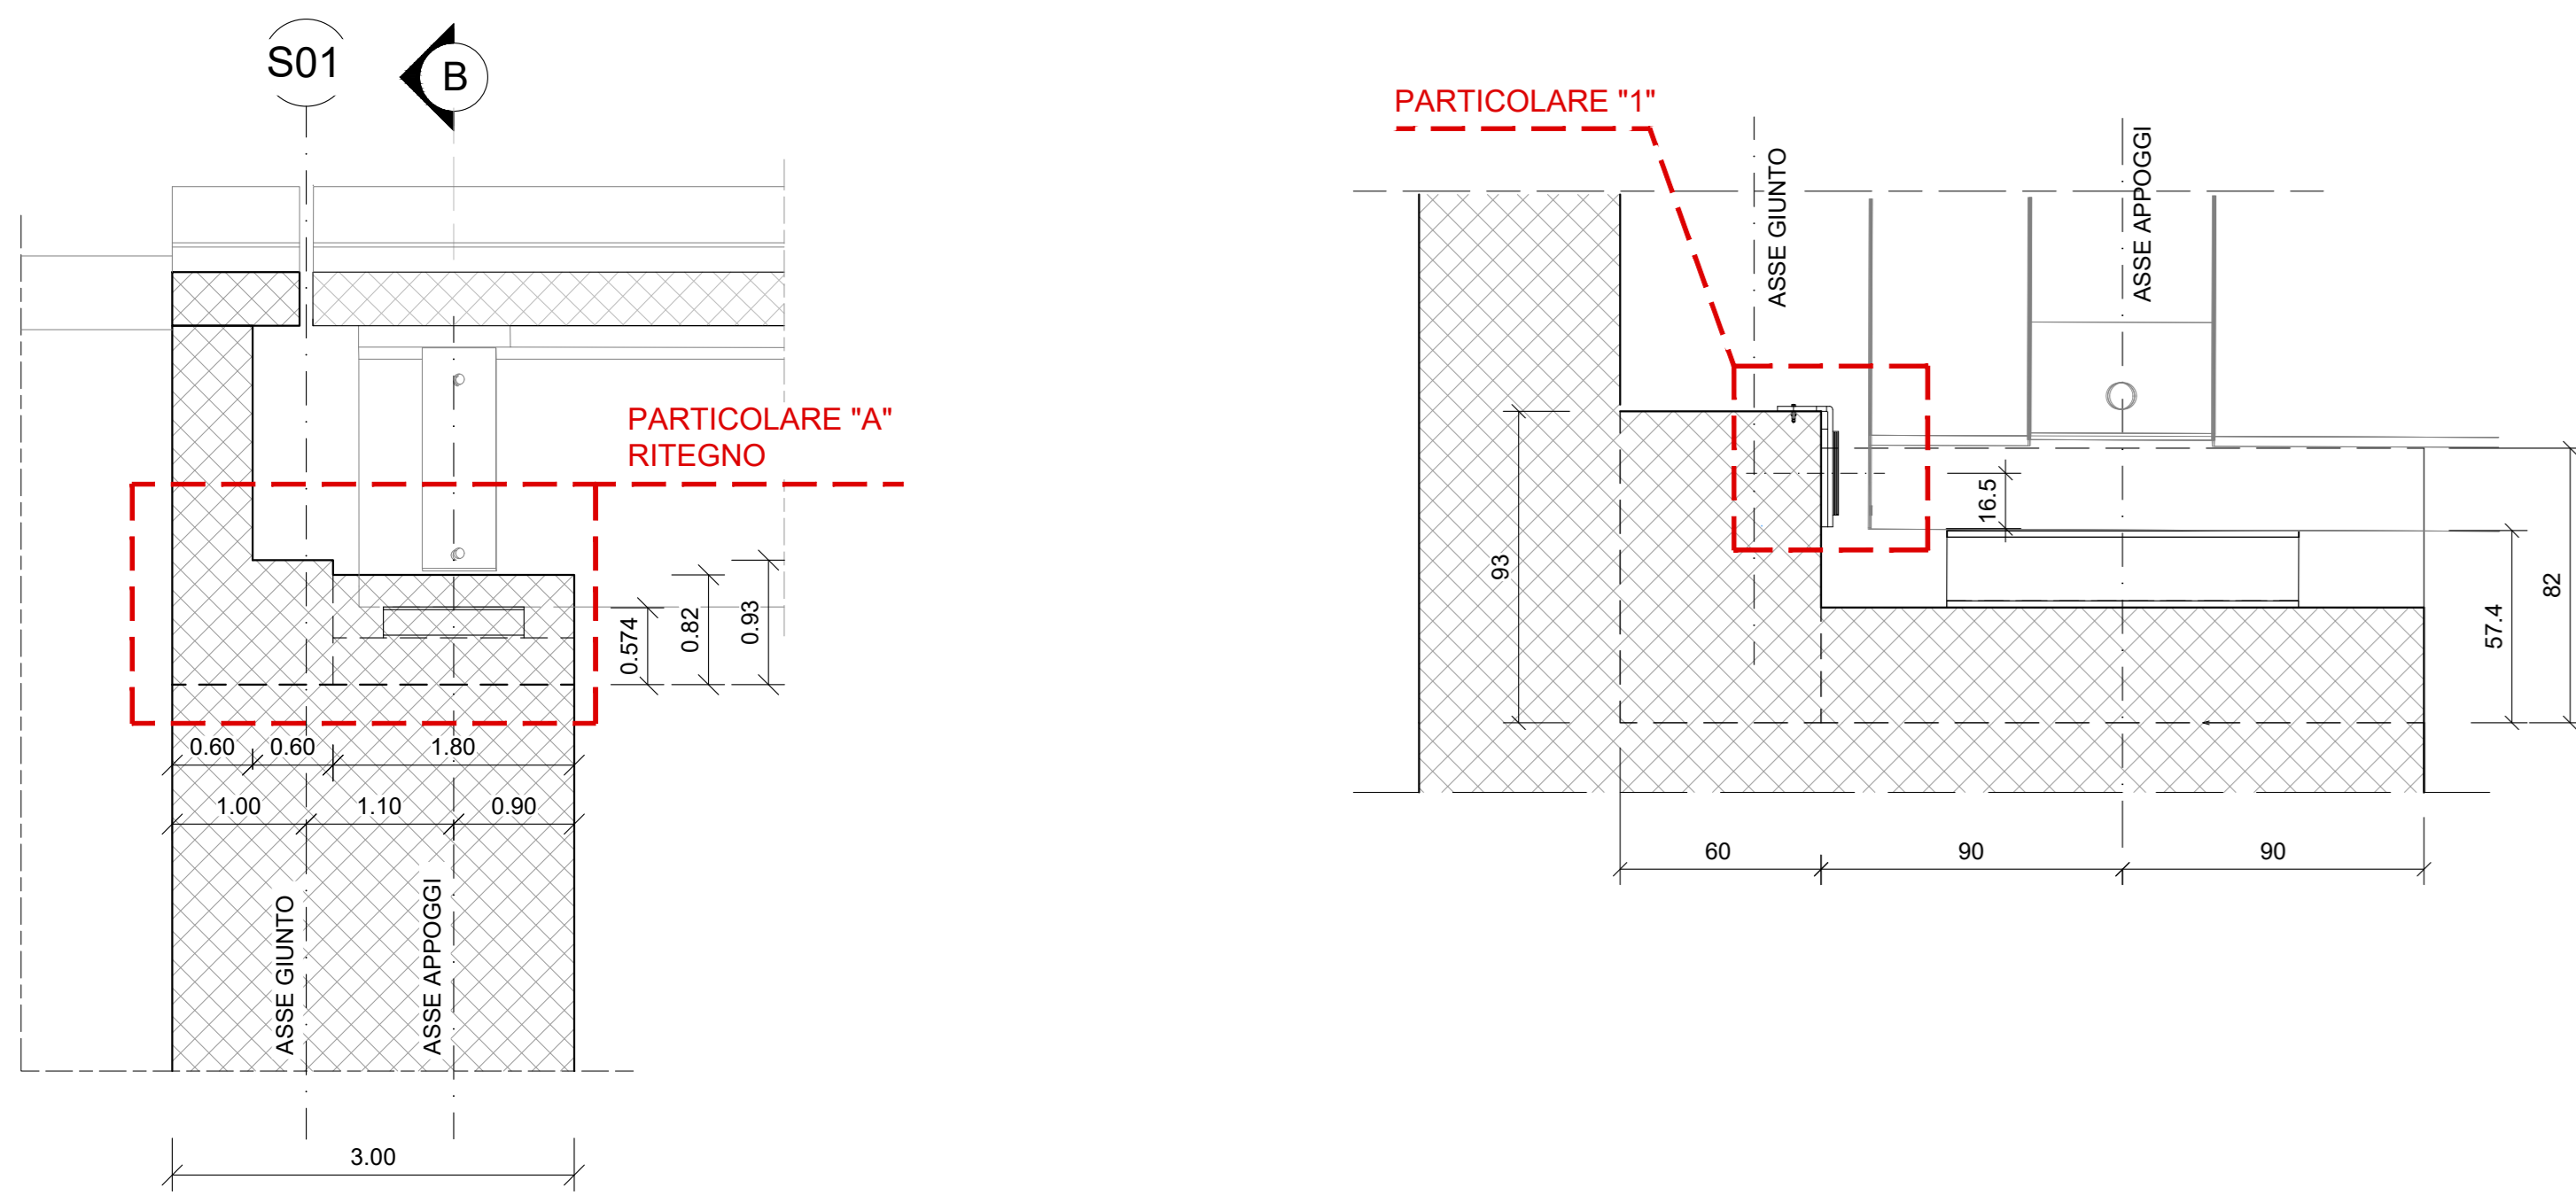 S01
B
PARTICOLARE "A"
RITEGNO
0.574
0.82
0.93
0.60
0.60
1.80
1.00
1.10
0.90
ASSE GIUNTO
ASSE APPOGGI
3.00
PARTICOLARE "1"
ASSE GIUNTO
ASSE APPOGGI
16.5
93
57.4
82
60
90
90